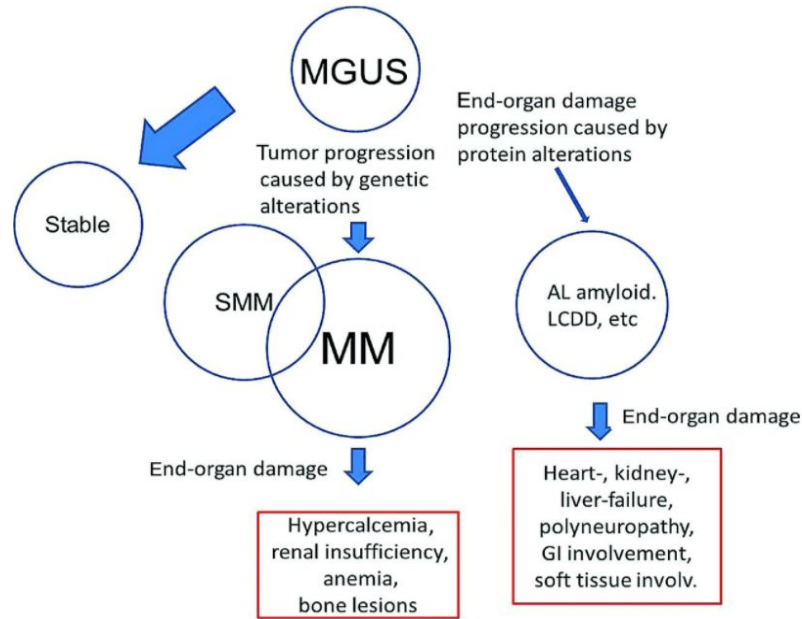 MGUS
End-organ damage
progression caused by
protein alterations
Tumor progression
caused by genetic
alterations
Stable
SMM
MM
AL amyloid.
LCDD, etc
End-organ damage
End-organ damage
Heart-, kidney-,
liver-failure,
polyneuropathy,
GI involvement,
soft tissue involv.
Hypercalcemia,
renal insufficiency,
anemia,
bone lesions